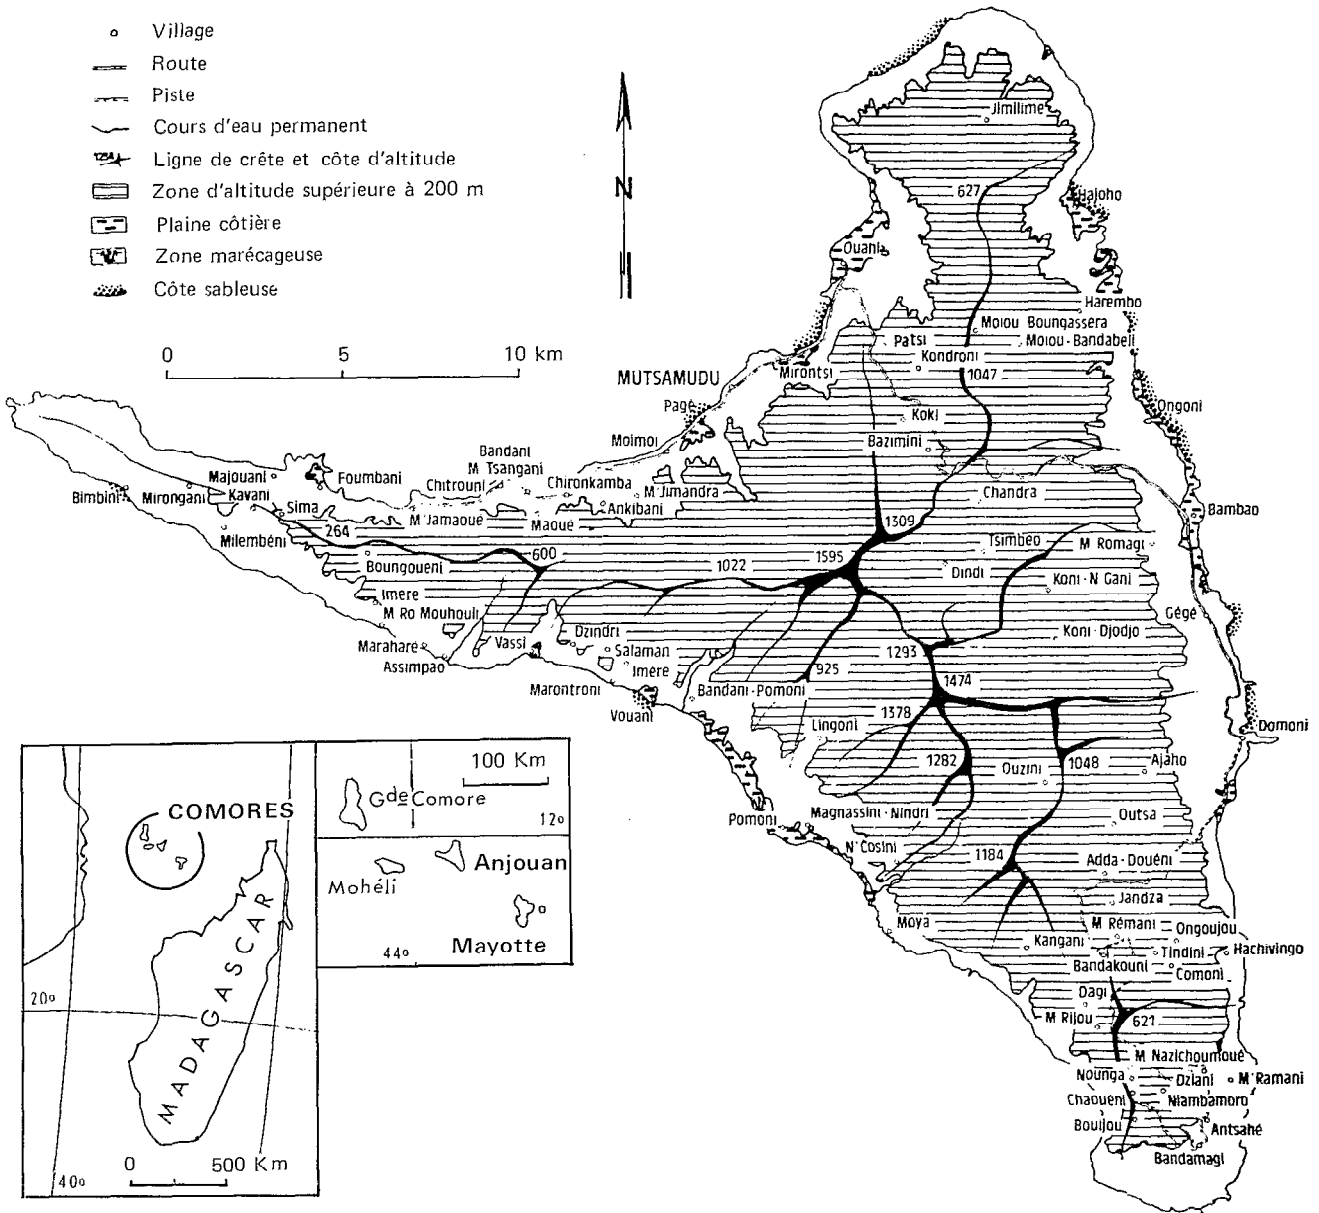 Village
Route
Piste
Cours d'eau permanent
Ligne de crête et côte d'altitude
Zone d'altitude supérieure à 200 m
Plaine côtière
Zone marécageuse
Côte sableuse
N
0 5 10 km
Jimilimé
627
Hajoho
Ouani
Harembo
Moiou Boungassera
Patsi
Moiou-Bandabeli
Kondroni
Mirontsi
1047
MUTSAMUDU
Pagé
Ongoni
Koki
Moimoi
Bazimini
Bandani
M'Tsangani
Majouani
Foumbani
Chitrouni
Chironkamba
M'Jimandra
Chandra
Bimbini
Mirongani
Kavani
Sima
M'Jamaoué
Maoué
Ankibani
Bambao
264
1309
Milembéni
Tsimbéo
M'Romagi
600
1595
Boungouéni
1022
Dindi
Koni-N'Gani
Imere
M'Ro Mouhouli
Gégé
Marahare
Vassi
Dzindri
Koni-Djodjo
Assimpao
Salaman
1293
Imere
925
1474
Marontroni
Bandani-Pomoni
Vouani
1378
Lingoni
Domoni
1282
Ouzini
1048
Ajaho
Pomoni
Magnassini-Nindri
Outsa
N'Cosini
1184
Adda-Douéni
Jandza
Moya
M'Rémani
Ongoujou
Kangani
Tindini
Hachivingo
Bandakouni
Comoni
Dagi
M'Rijou
621
M'Nazichoumoué
Nounga
Dziani
M'Ramani
Chaouéni
Niambamoro
Bouijou
Antsahé
Bandamagi
COMORES
MADAGASCAR
20°
40°
0 500 Km
100 Km
Gde Comore
12°
Anjouan
Mohéli
Mayotte
44°